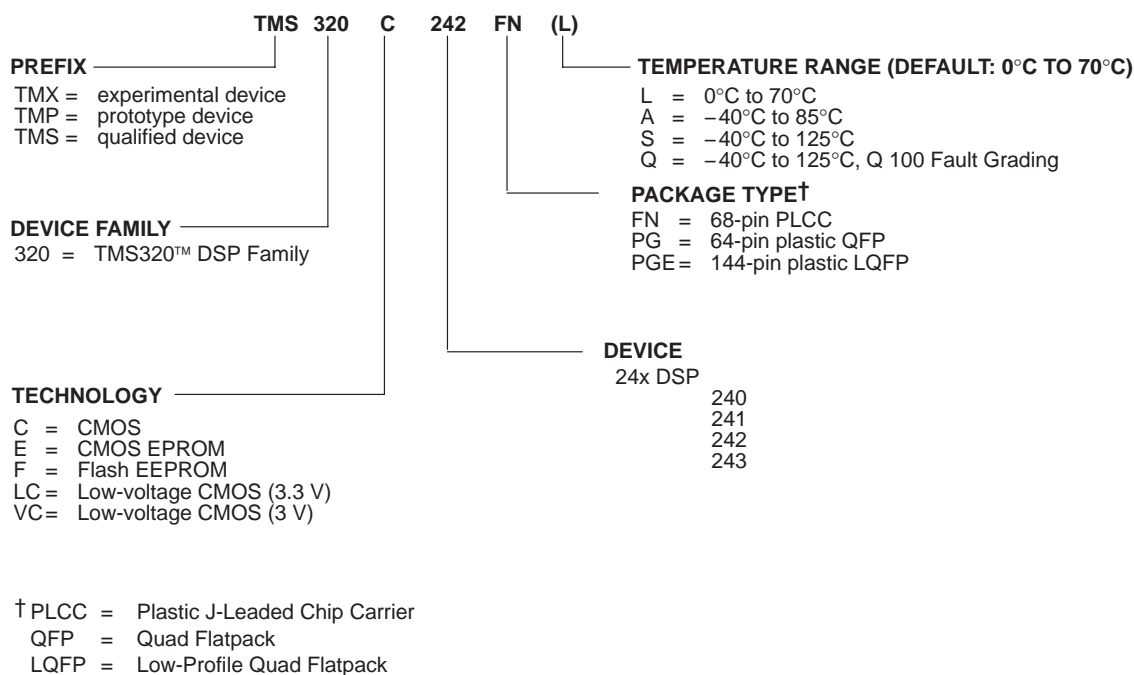 TMS 320 C 242 FN (L)
PREFIX
TMX = experimental device
TMP = prototype device
TMS = qualified device
TEMPERATURE RANGE (DEFAULT: 0°C TO 70°C)
L = 0°C to 70°C
A = −40°C to 85°C
S = −40°C to 125°C
Q = −40°C to 125°C, Q 100 Fault Grading
PACKAGE TYPE†
FN = 68-pin PLCC
PG = 64-pin plastic QFP
PGE = 144-pin plastic LQFP
DEVICE FAMILY
320 = TMS320™ DSP Family
DEVICE
24x DSP
240
241
242
243
TECHNOLOGY
C = CMOS
E = CMOS EPROM
F = Flash EEPROM
LC = Low-voltage CMOS (3.3 V)
VC = Low-voltage CMOS (3 V)
† PLCC = Plastic J-Leaded Chip Carrier
QFP = Quad Flatpack
LQFP = Low-Profile Quad Flatpack